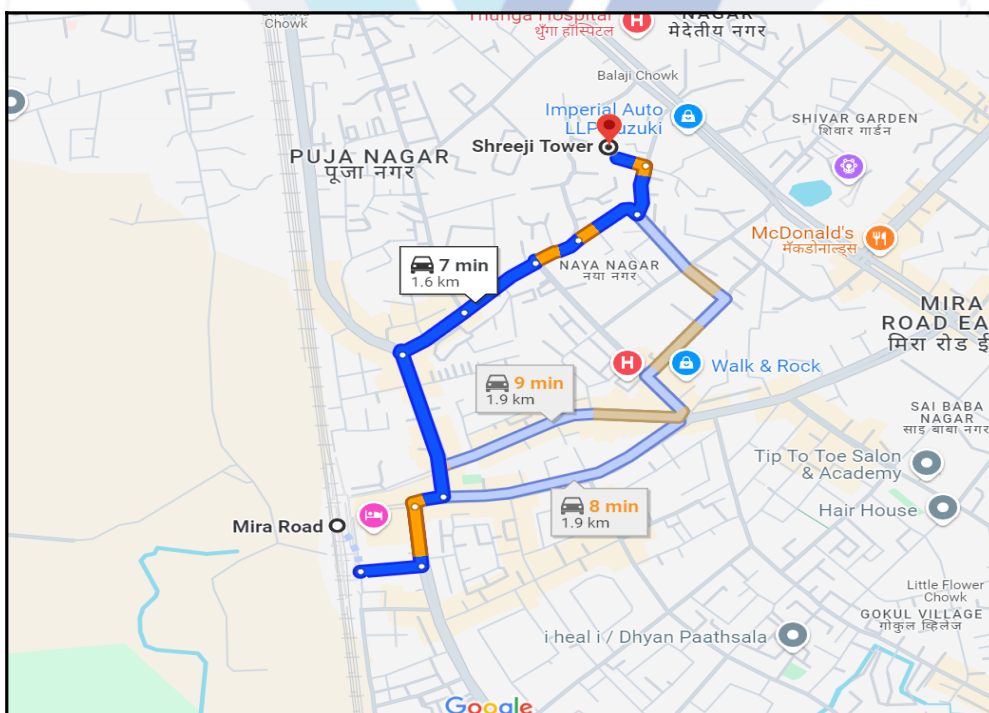 Chowk
Thunga Hospital
थुँगा हॉस्पिटल
NAGAR
मेदेतीय नगर
Balaji Chowk
Imperial Auto
LLP
uzuki
SHIVAR GARDEN
शिवार गार्डन
Shreeji Tower
PUJA NAGAR
पूजा नगर
McDonald's
मॅकडोनाल्ड्स
7 min
1.6 km
NAYA NAGAR
नया नगर
MIRA
ROAD EA
मिरा रोड ई
H
Walk & Rock
9 min
1.9 km
SAI BABA
NAGAR
साइ बाबा नगर
Tip To Toe Salon
& Academy
8 min
1.9 km
Hair House
Mira Road
Little Flower
Chowk
GOKUL VILLAGE
गोकुल व्हिलेज
i heal i / Dhyan Paathsala
Google